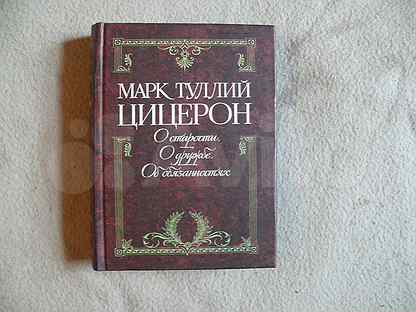 МАРК ТУЛЛИЙ
ЦИЦЕРОН
О старости.
О дружбе.
Об обязанностях